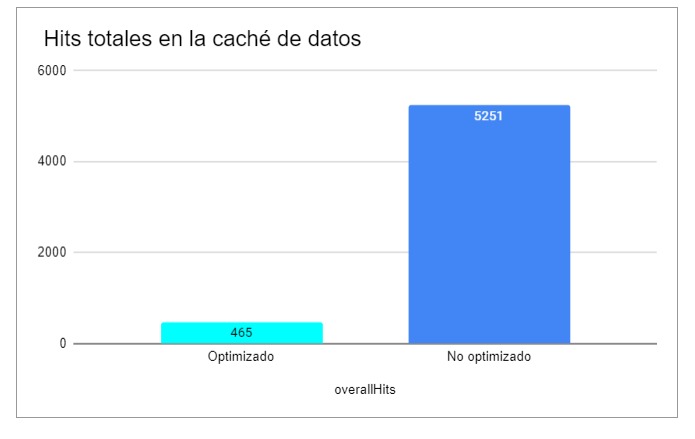 Hits totales en la caché de datos
6000
4000
2000
0
5251
465
Optimizado
No optimizado
overallHits